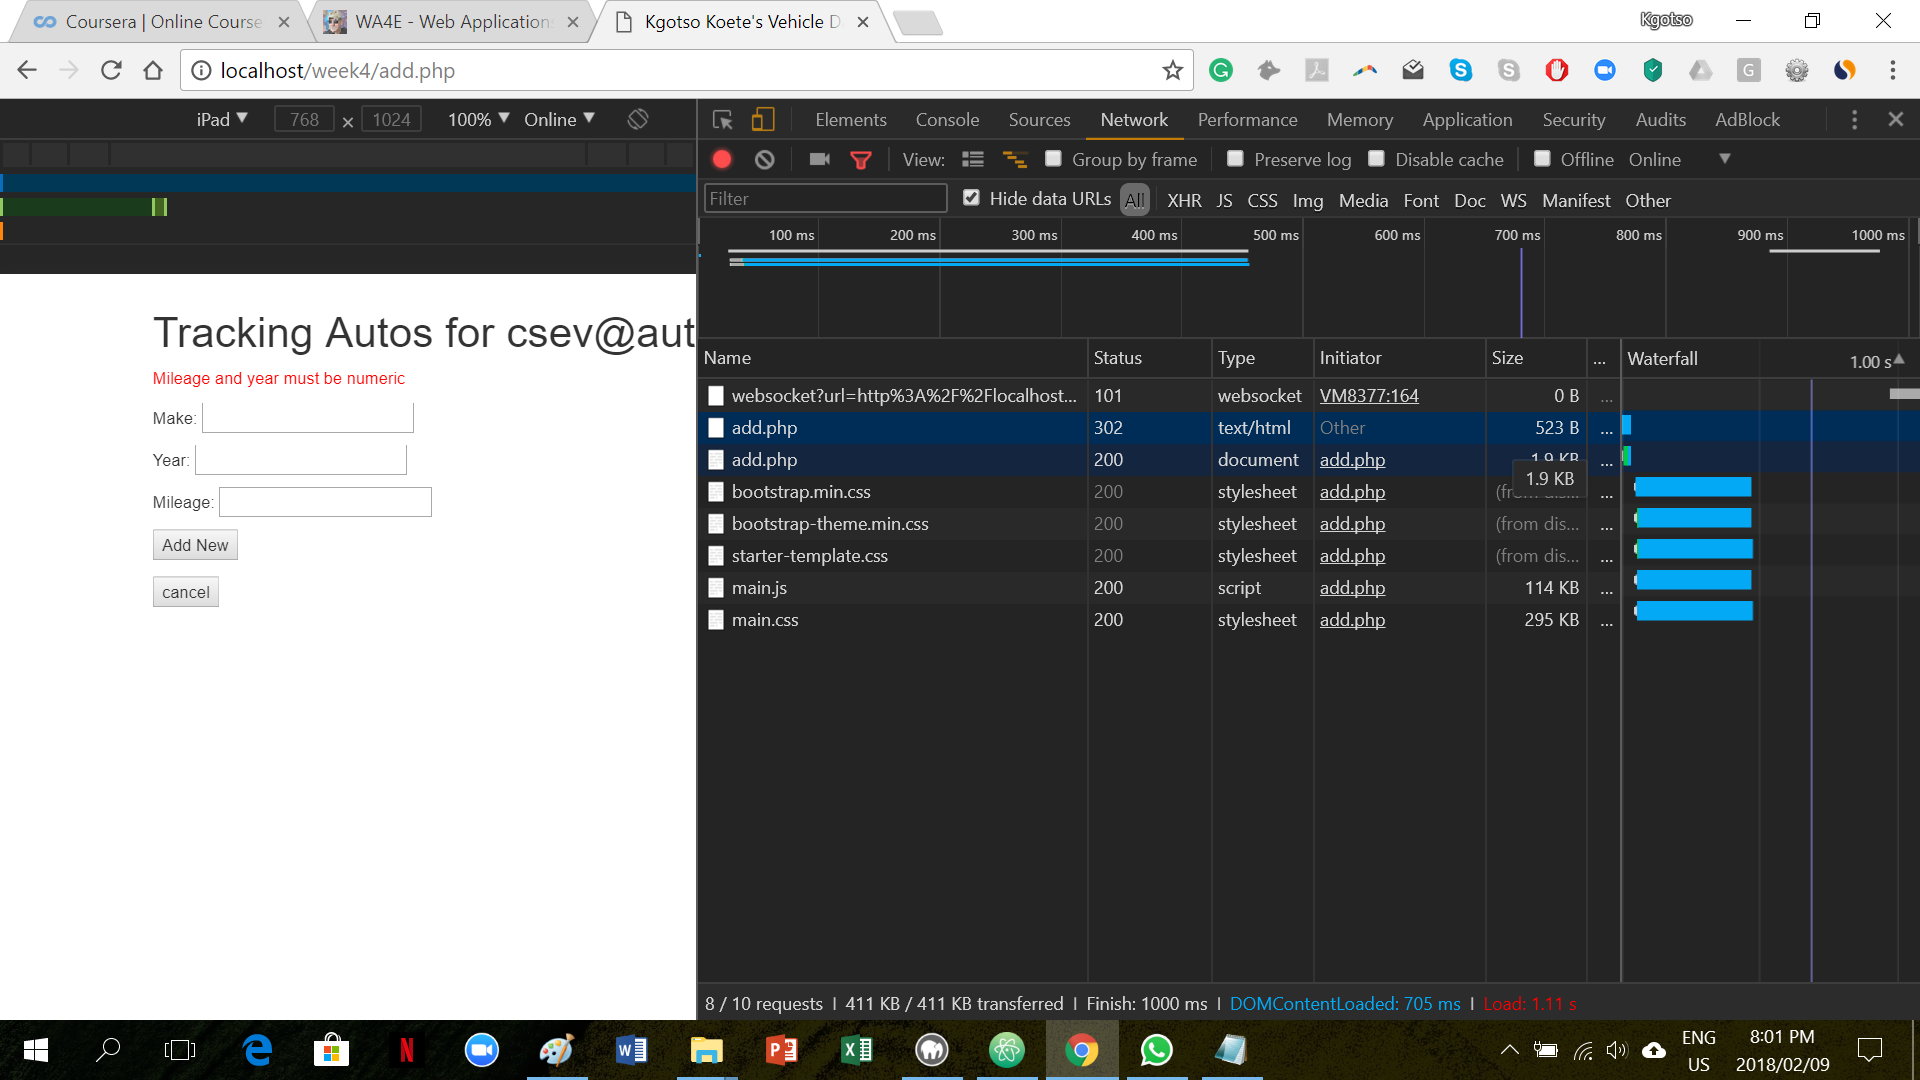 Coursera | Online Course
WA4E - Web Application
Kgotso Koete's Vehicle D
Kgotso
localhost/week4/add.php
iPad ▼ 768 × 1024 100% ▼ Online ▼
Elements Console Sources Network Performance Memory Application Security Audits AdBlock
View: Group by frame Preserve log Disable cache Offline Online ▼
Filter Hide data URLs All XHR JS CSS Img Media Font Doc WS Manifest Other
100 ms 200 ms 300 ms 400 ms 500 ms 600 ms 700 ms 800 ms 900 ms 1000 ms
Tracking Autos for csev@aut
Mileage and year must be numeric
Make:
Year:
Mileage:
Add New
cancel
Name Status Type Initiator Size ... Waterfall 1.00 s
websocket?url=http%3A%2F%2Flocalhost... 101 websocket VM8377:164 0 B ...
add.php 302 text/html Other 523 B ...
add.php 200 document add.php 1.9 KB ...
1.9 KB
bootstrap.min.css 200 stylesheet add.php ...
bootstrap-theme.min.css 200 stylesheet add.php (from dis... ...
starter-template.css 200 stylesheet add.php (from dis... ...
main.js 200 script add.php 114 KB ...
main.css 200 stylesheet add.php 295 KB ...
8 / 10 requests | 411 KB / 411 KB transferred | Finish: 1000 ms | DOMContentLoaded: 705 ms | Load: 1.11 s
ENG
US
8:01 PM
2018/02/09